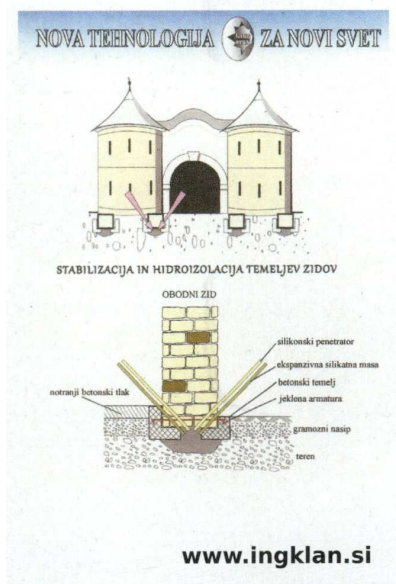 NOVA TEHNOLOGIJA ZA NOVI SVET
STABILIZACIJA IN HIDROIZOLACIJA TEMELJEV ZIDOV
OBODNI ZID
silikonski penetrator
ekspanzivna silikatna masa
betonski temelj
jeklena armatura
notranji betonski tlak
gramozni nasip
teren
www.ingklan.si